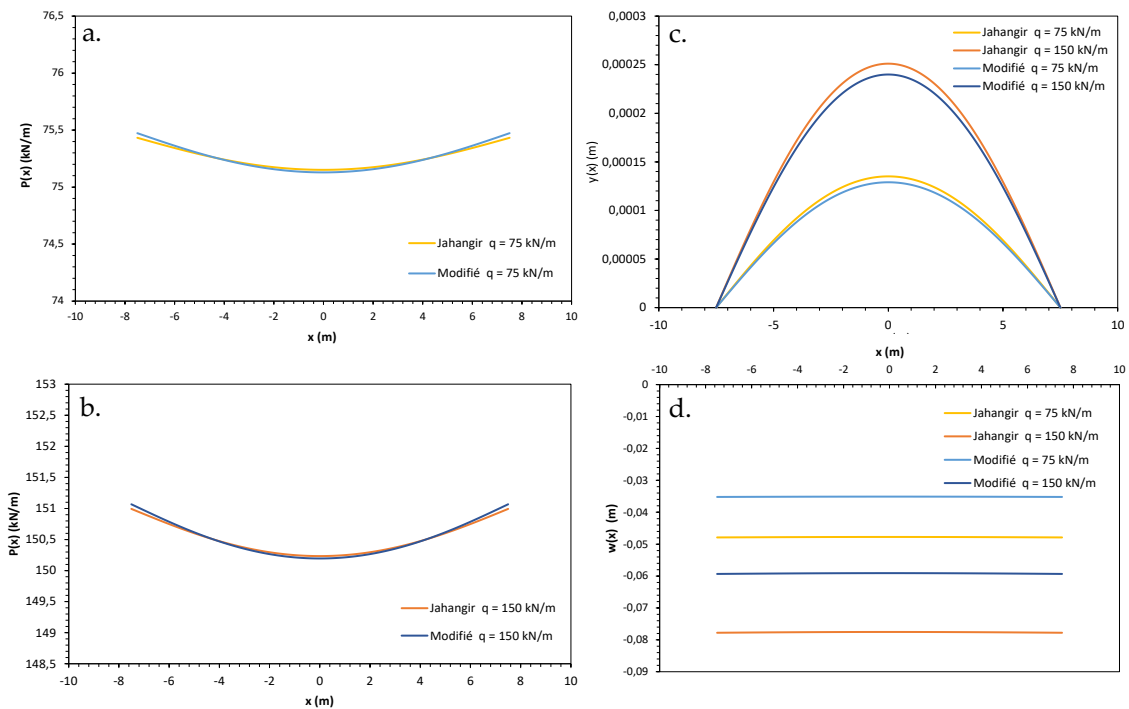 a.
76,5
76
75,5
75
74,5
74
P(x) (kN/m)
-10 -8 -6 -4 -2 0 2 4 6 8 10
x (m)
Jahangir q = 75 kN/m
Modifié q = 75 kN/m
c.
0,0003
0,00025
0,0002
0,00015
0,0001
0,00005
0
y(x) (m)
-10 -5 0 5 10
x (m)
Jahangir q = 75 kN/m
Jahangir q = 150 kN/m
Modifié q = 75 kN/m
Modifié q = 150 kN/m
b.
153
152,5
152
151,5
151
150,5
150
149,5
149
148,5
P(x) (kN/m)
-10 -8 -6 -4 -2 0 2 4 6 8 10
x (m)
Jahangir q = 150 kN/m
Modifié q = 150 kN/m
d.
-10 -8 -6 -4 -2 0 2 4 6 8 10
0
-0,01
-0,02
-0,03
-0,04
-0,05
-0,06
-0,07
-0,08
-0,09
w(x) (m)
Jahangir q = 75 kN/m
Jahangir q = 150 kN/m
Modifié q = 75 kN/m
Modifié q = 150 kN/m